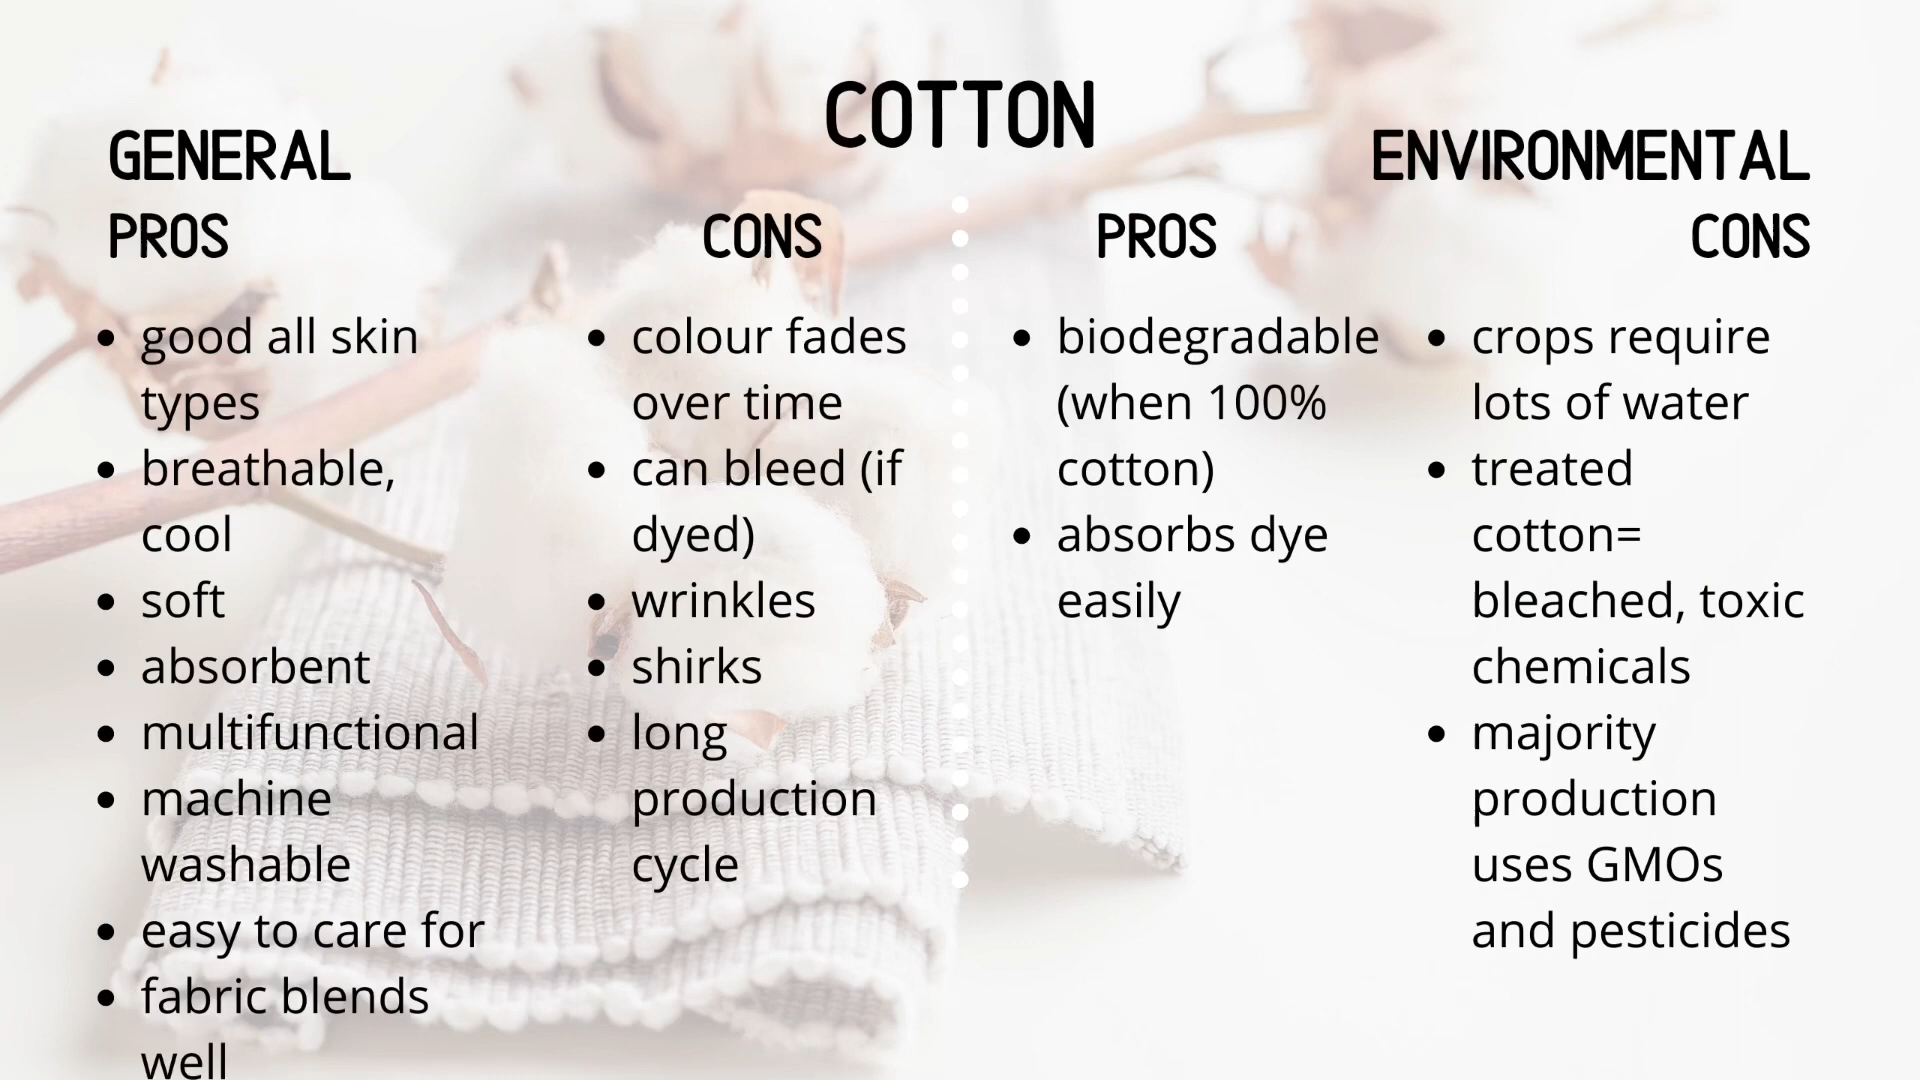 COTTON
GENERAL
PROS
good all skin
types
breathable,
cool
soft
absorbent
multifunctional
machine
washable
easy to care for
fabric blends
well
CONS
colour fades
over time
can bleed (if
dyed)
wrinkles
shirks
long
production
cycle
ENVIRONMENTAL
PROS
biodegradable
(when 100%
cotton)
absorbs dye
easily
CONS
crops require
lots of water
treated
cotton=
bleached, toxic
chemicals
majority
production
uses GMOs
and pesticides